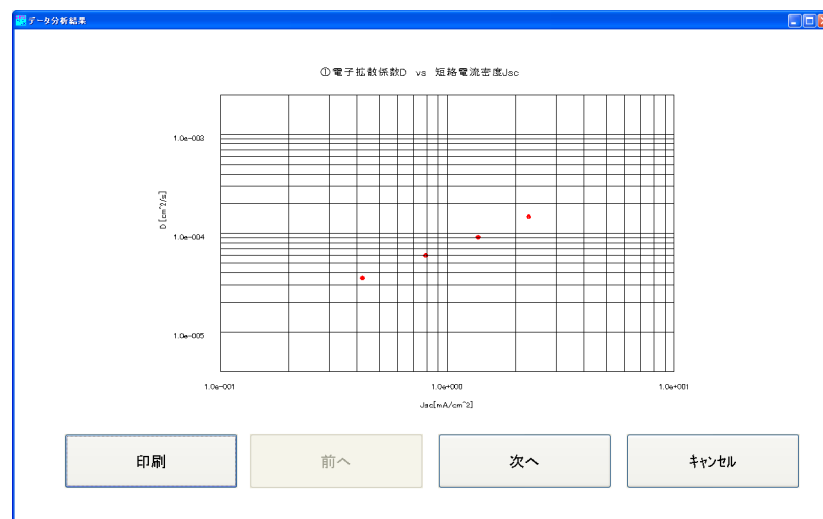 データ分析結果
①電子拡散係数D vs 短絡電流密度Jsc
1.0e-003
D [cm^2/s]
1.0e-004
1.0e-005
1.0e-001
1.0e+000
1.0e+001
Jsc[mA/cm^2]
印刷
前へ
次へ
キャンセル